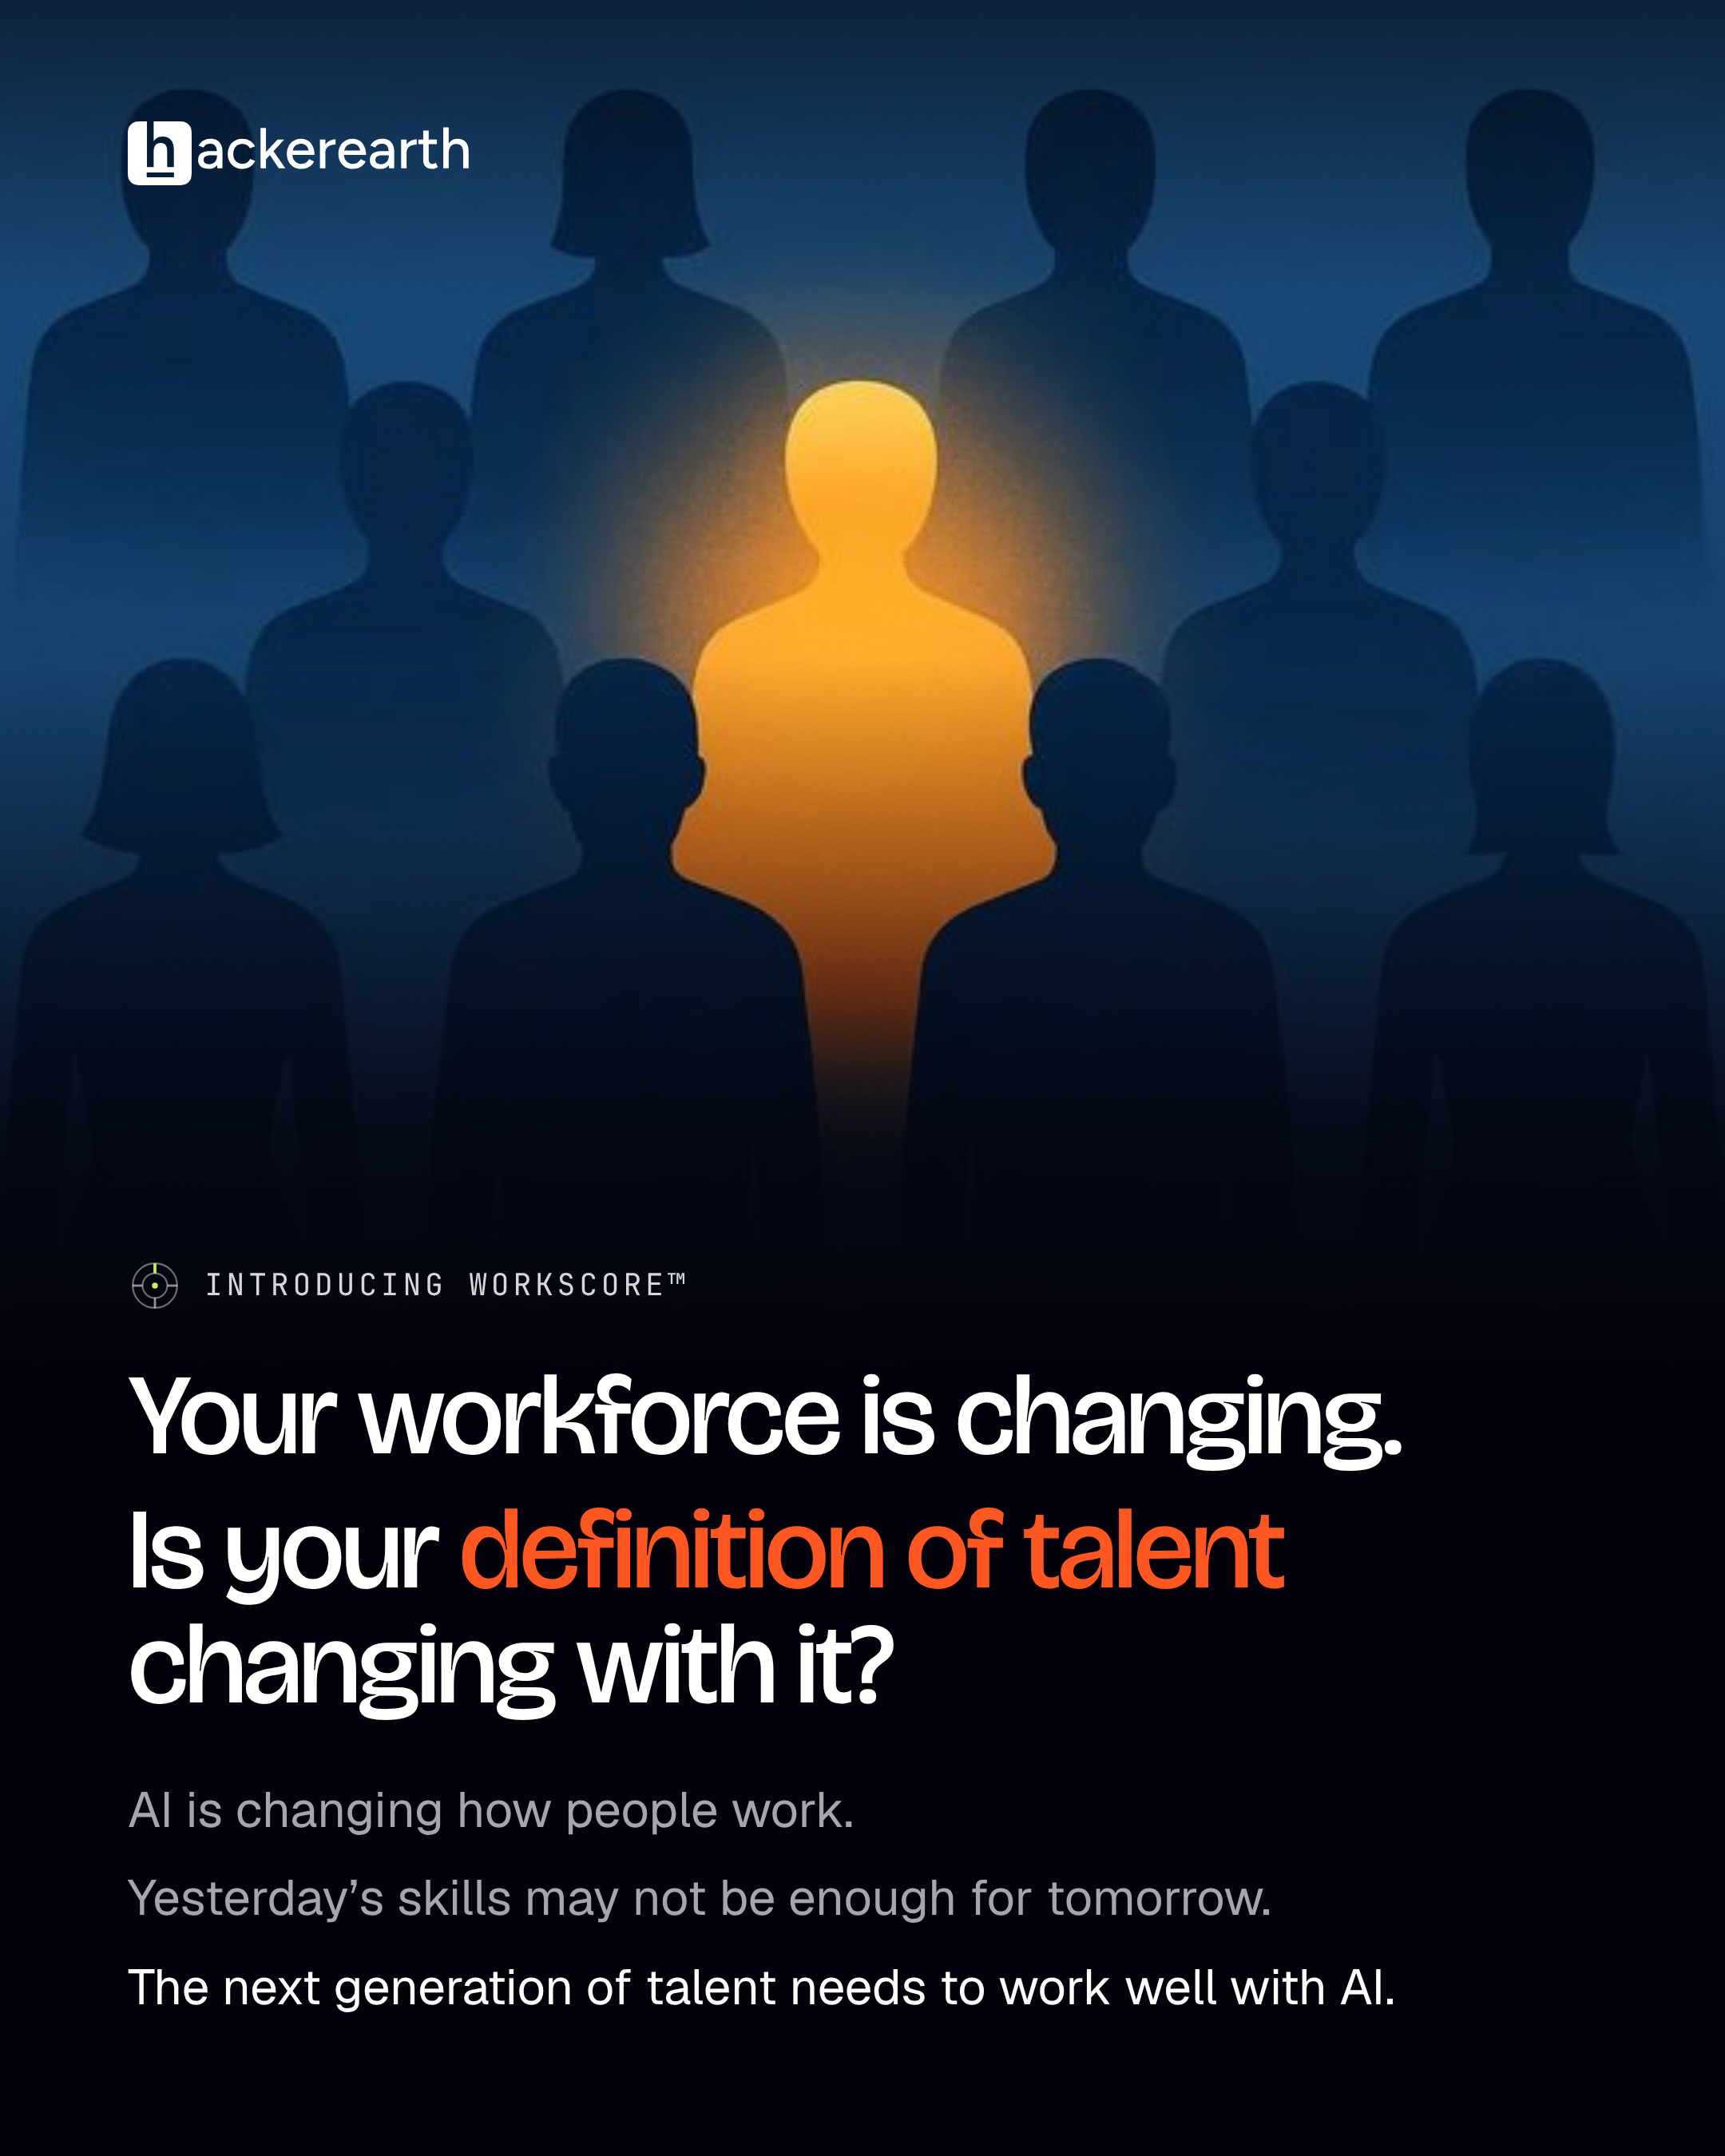 hackerearth
INTRODUCING WORKSCORE™
Your workforce is changing.
Is your definition of talent
changing with it?
AI is changing how people work.
Yesterday’s skills may not be enough for tomorrow.
The next generation of talent needs to work well with AI.